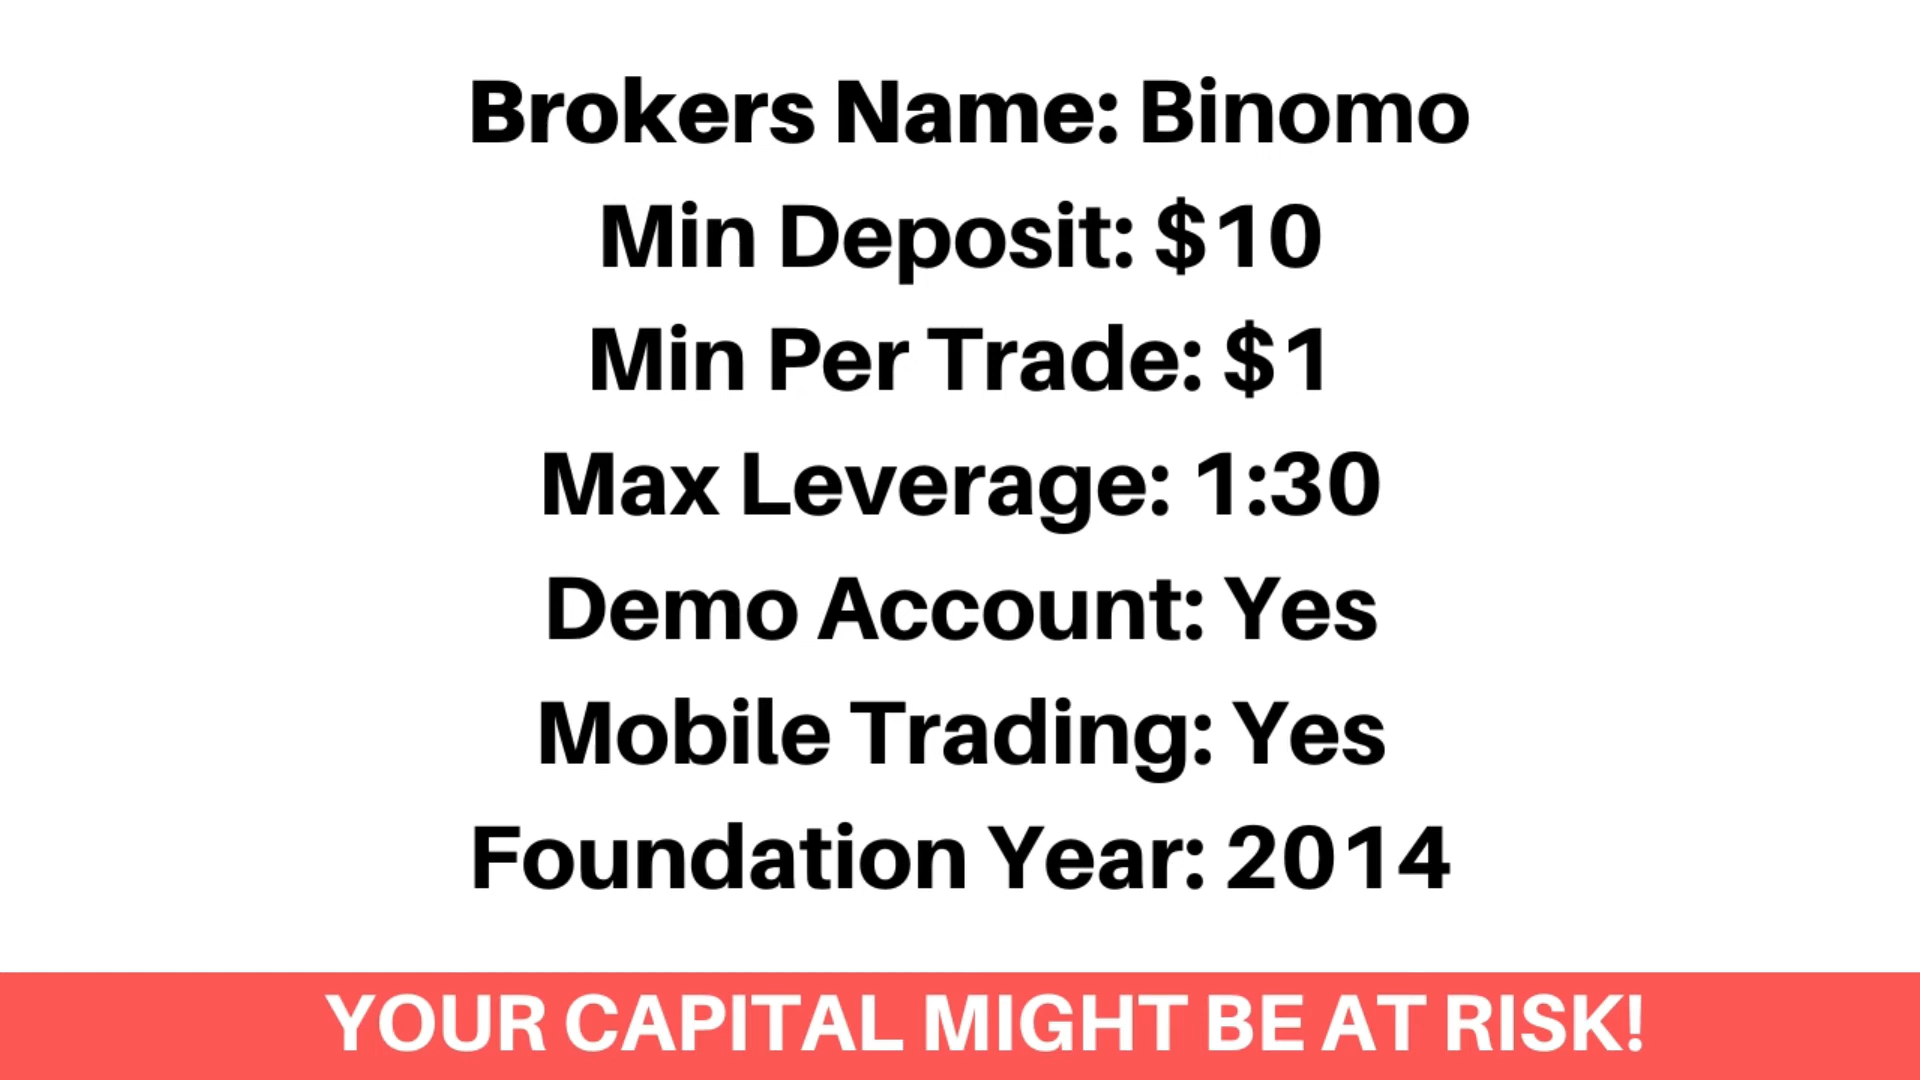 Brokers Name: Binomo
Min Deposit: $10
Min Per Trade: $1
Max Leverage: 1:30
Demo Account: Yes
Mobile Trading: Yes
Foundation Year: 2014
YOUR CAPITAL MIGHT BE AT RISK!